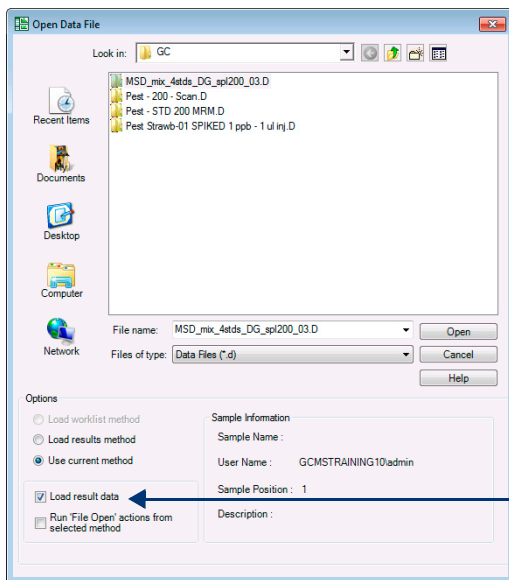 Open Data File
Look in: GC
MSD_mix_4stds_DG_spl200_03.D
Pest - 200 - Scan.D
Pest - STD 200 MRM.D
Pest Strawb-01 SPIKED 1 ppb - 1 ul inj.D
Recent Items
Documents
Desktop
Computer
Network
File name: MSD_mix_4stds_DG_spl200_03.D Open
Files of type: Data Files (*.d) Cancel
Help
Options
Load worklist method
Load results method
Use current method
Load result data
Run 'File Open' actions from
selected method
Sample Information
Sample Name :
User Name : GCMSTRAINING10\admin
Sample Position : 1
Description :